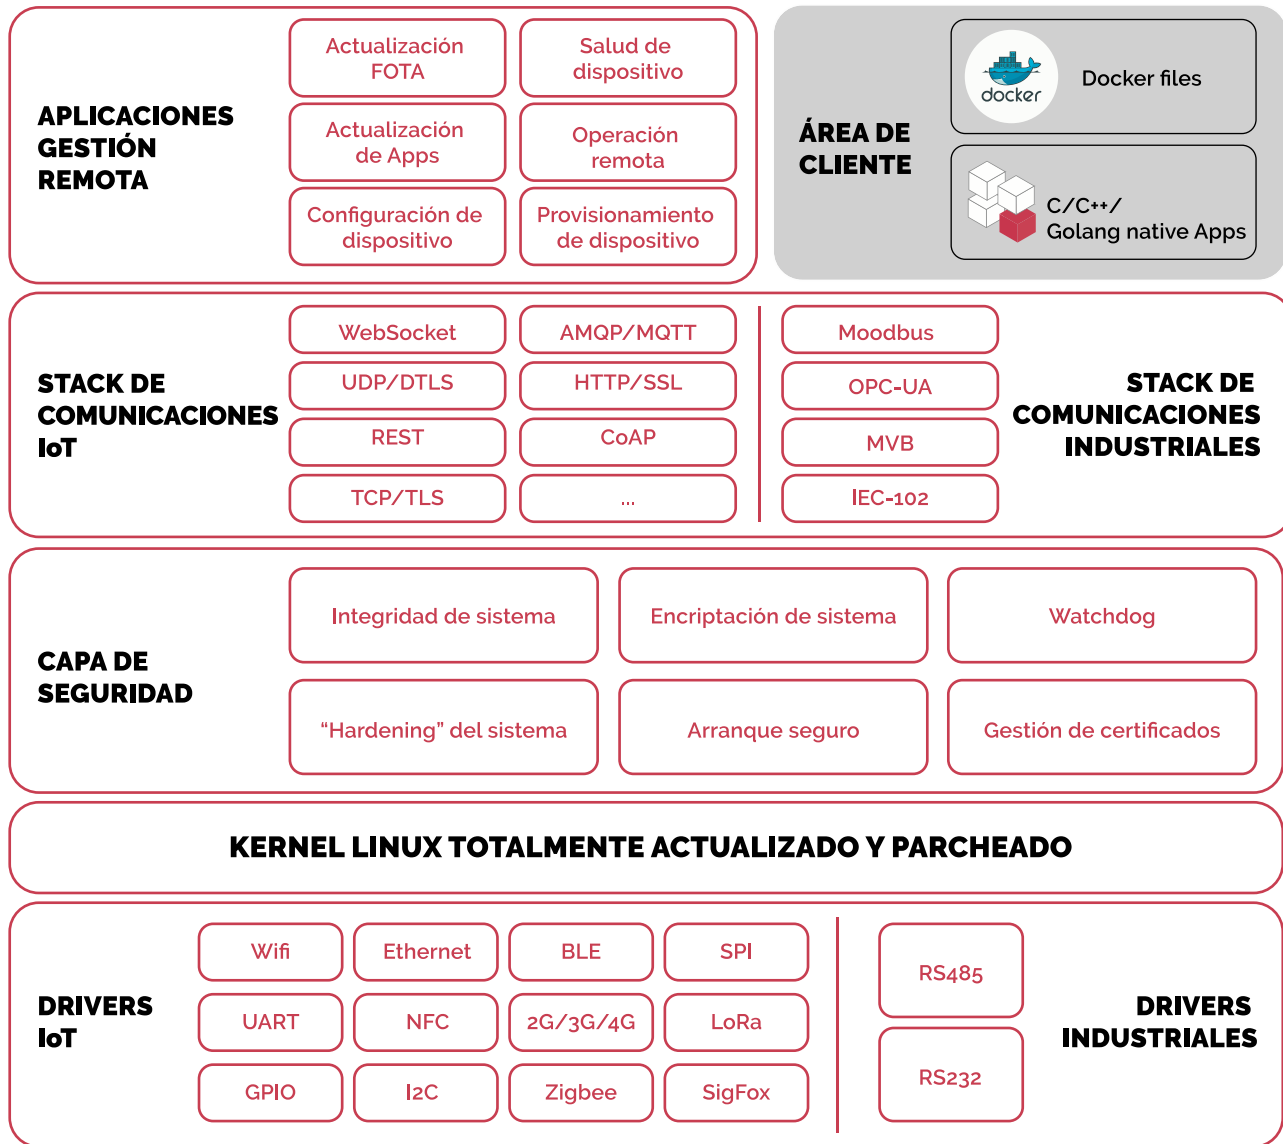 APLICACIONES
GESTIÓN
REMOTA
Actualización
FOTA
Salud de
dispositivo
Actualización
de Apps
Operación
remota
Configuración de
dispositivo
Provisionamiento
de dispositivo
ÁREA DE
CLIENTE
docker
Docker files
C/C++/
Golang native Apps
STACK DE
COMUNICACIONES
IoT
WebSocket
AMQP/MQTT
UDP/DTLS
HTTP/SSL
REST
CoAP
TCP/TLS
...
Moodbus
OPC-UA
MVB
IEC-102
STACK DE
COMUNICACIONES
INDUSTRIALES
CAPA DE
SEGURIDAD
Integridad de sistema
Encriptación de sistema
Watchdog
“Hardening” del sistema
Arranque seguro
Gestión de certificados
KERNEL LINUX TOTALMENTE ACTUALIZADO Y PARCHEADO
DRIVERS
IoT
Wifi
Ethernet
BLE
SPI
UART
NFC
2G/3G/4G
LoRa
GPIO
I2C
Zigbee
SigFox
RS485
RS232
DRIVERS
INDUSTRIALES